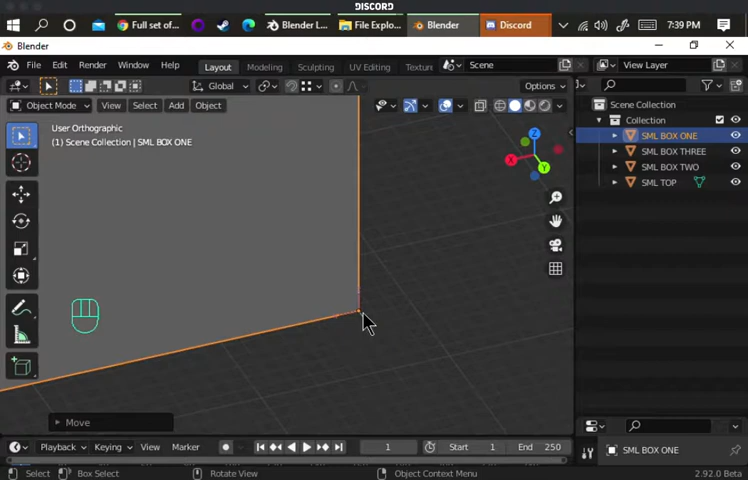 DISCORD
Full set of...
Blender L...
File Explo...
Blender
Discord
7:39 PM
Blender
File
Edit
Render
Window
Help
Layout
Modeling
Sculpting
UV Editing
Textur
Scene
View Layer
Global
Options
Object Mode
View
Select
Add
Object
User Orthographic
(1) Scene Collection | SML BOX ONE
Z
X
Y
Scene Collection
Collection
SML BOX ONE
SML BOX THREE
SML BOX TWO
SML TOP
Move
Playback
Keying
View
Marker
1
Start 1
End 250
SML BOX ONE
Select
Box Select
Rotate View
Object Context Menu
2.92.0 Beta